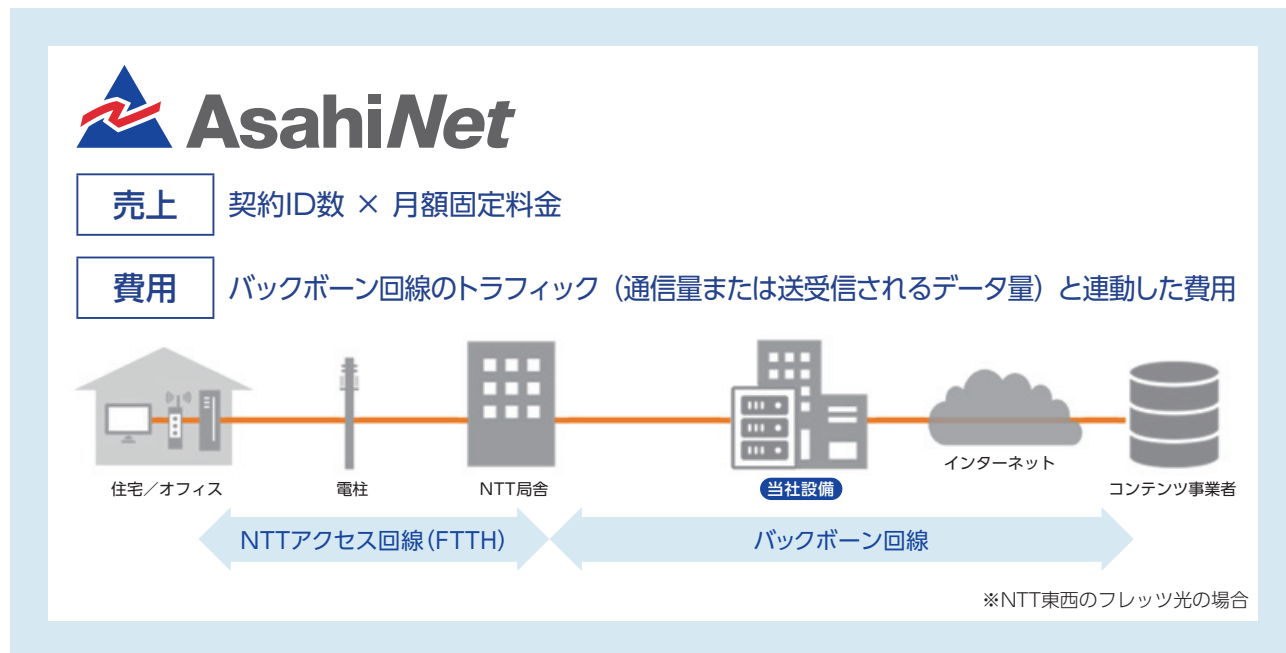 AsahiNet
売上 契約ID数 × 月額固定料金
費用 バックボーン回線のトラフィック（通信量または送受信されるデータ量）と連動した費用
住宅／オフィス 電柱 NTT局舎 当社設備 インターネット コンテンツ事業者
NTTアクセス回線(FTTH) バックボーン回線
※NTT東西のフレッツ光の場合